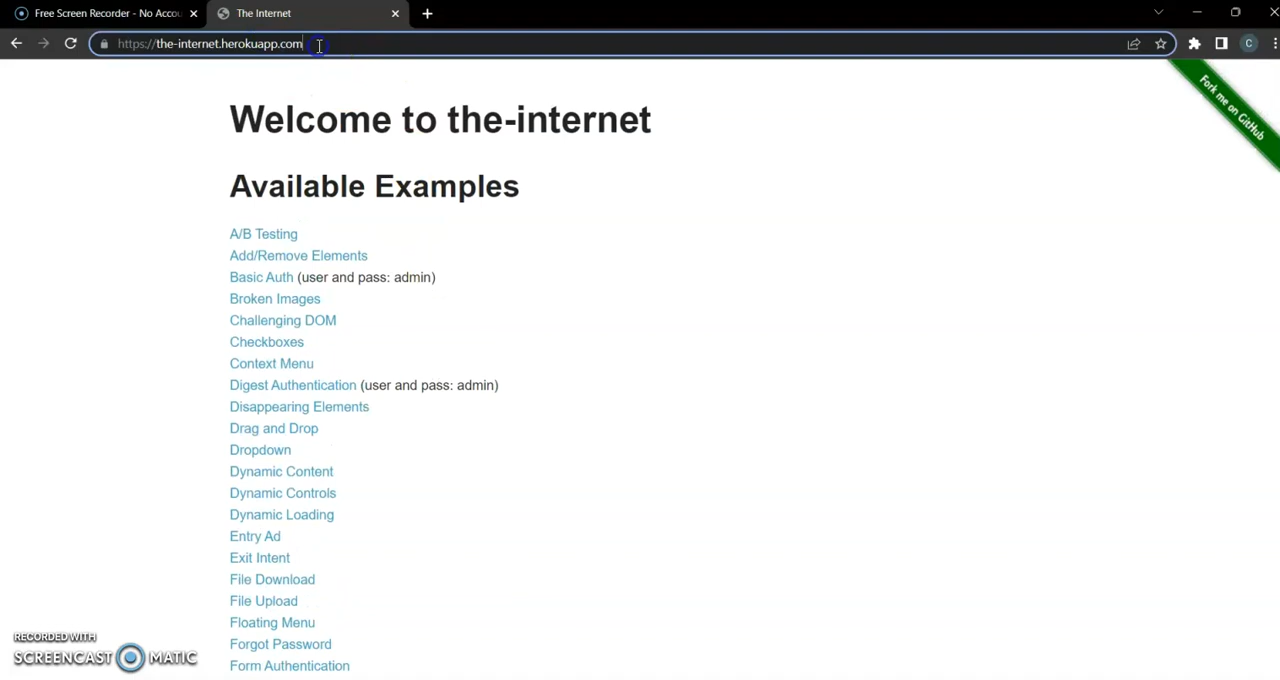 Free Screen Recorder - No Accou
The Internet
https://the-internet.herokuapp.com
C
Fork me on GitHub
Welcome to the-internet
Available Examples
A/B Testing
Add/Remove Elements
Basic Auth (user and pass: admin)
Broken Images
Challenging DOM
Checkboxes
Context Menu
Digest Authentication (user and pass: admin)
Disappearing Elements
Drag and Drop
Dropdown
Dynamic Content
Dynamic Controls
Dynamic Loading
Entry Ad
Exit Intent
File Download
File Upload
Floating Menu
Forgot Password
Form Authentication
RECORDED WITH
SCREENCAST MATIC